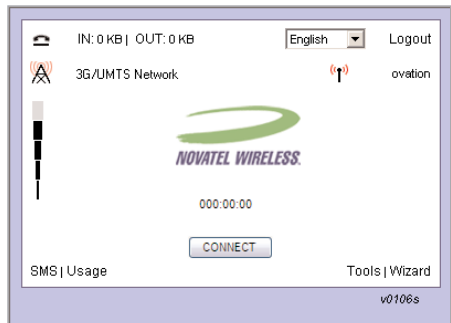 IN: 0 KB | OUT: 0 KB English Logout
3G/UMTS Network ovation
NOVATEL WIRELESS.
000:00:00
CONNECT
SMS | Usage Tools | Wizard
v0106s